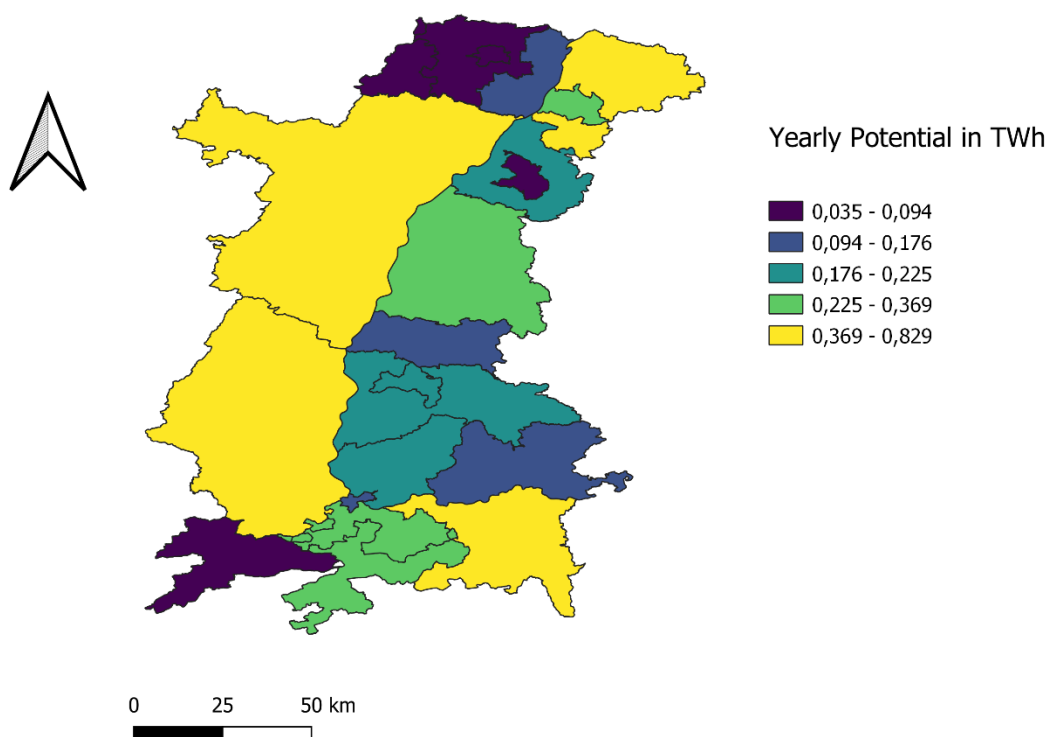 Yearly Potential in TWh
0,035 - 0,094
0,094 - 0,176
0,176 - 0,225
0,225 - 0,369
0,369 - 0,829
0 25 50 km